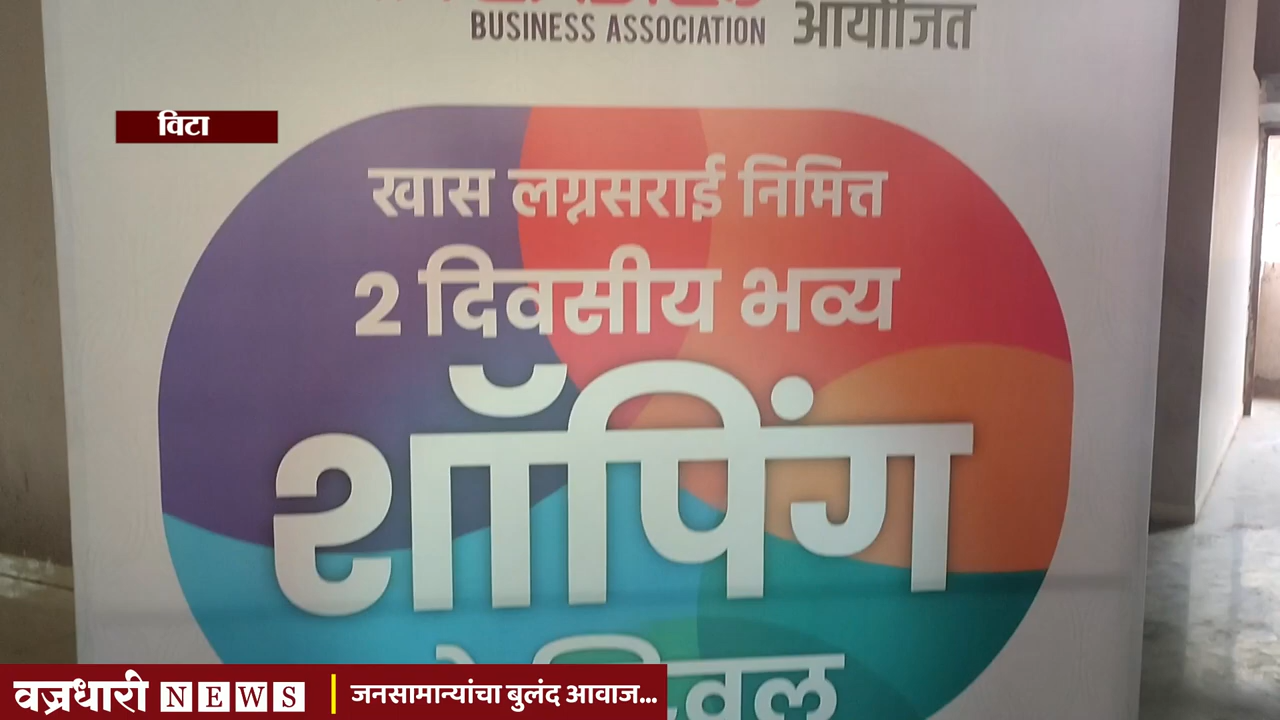 BUSINESS ASSOCIATION आयोजित
विटा
खास लग्नसराई निमित्त
2 दिवसीय भव्य
शॉपिंग
वज्रधारी NEWS जनसामान्यांचा बुलंद आवाज...